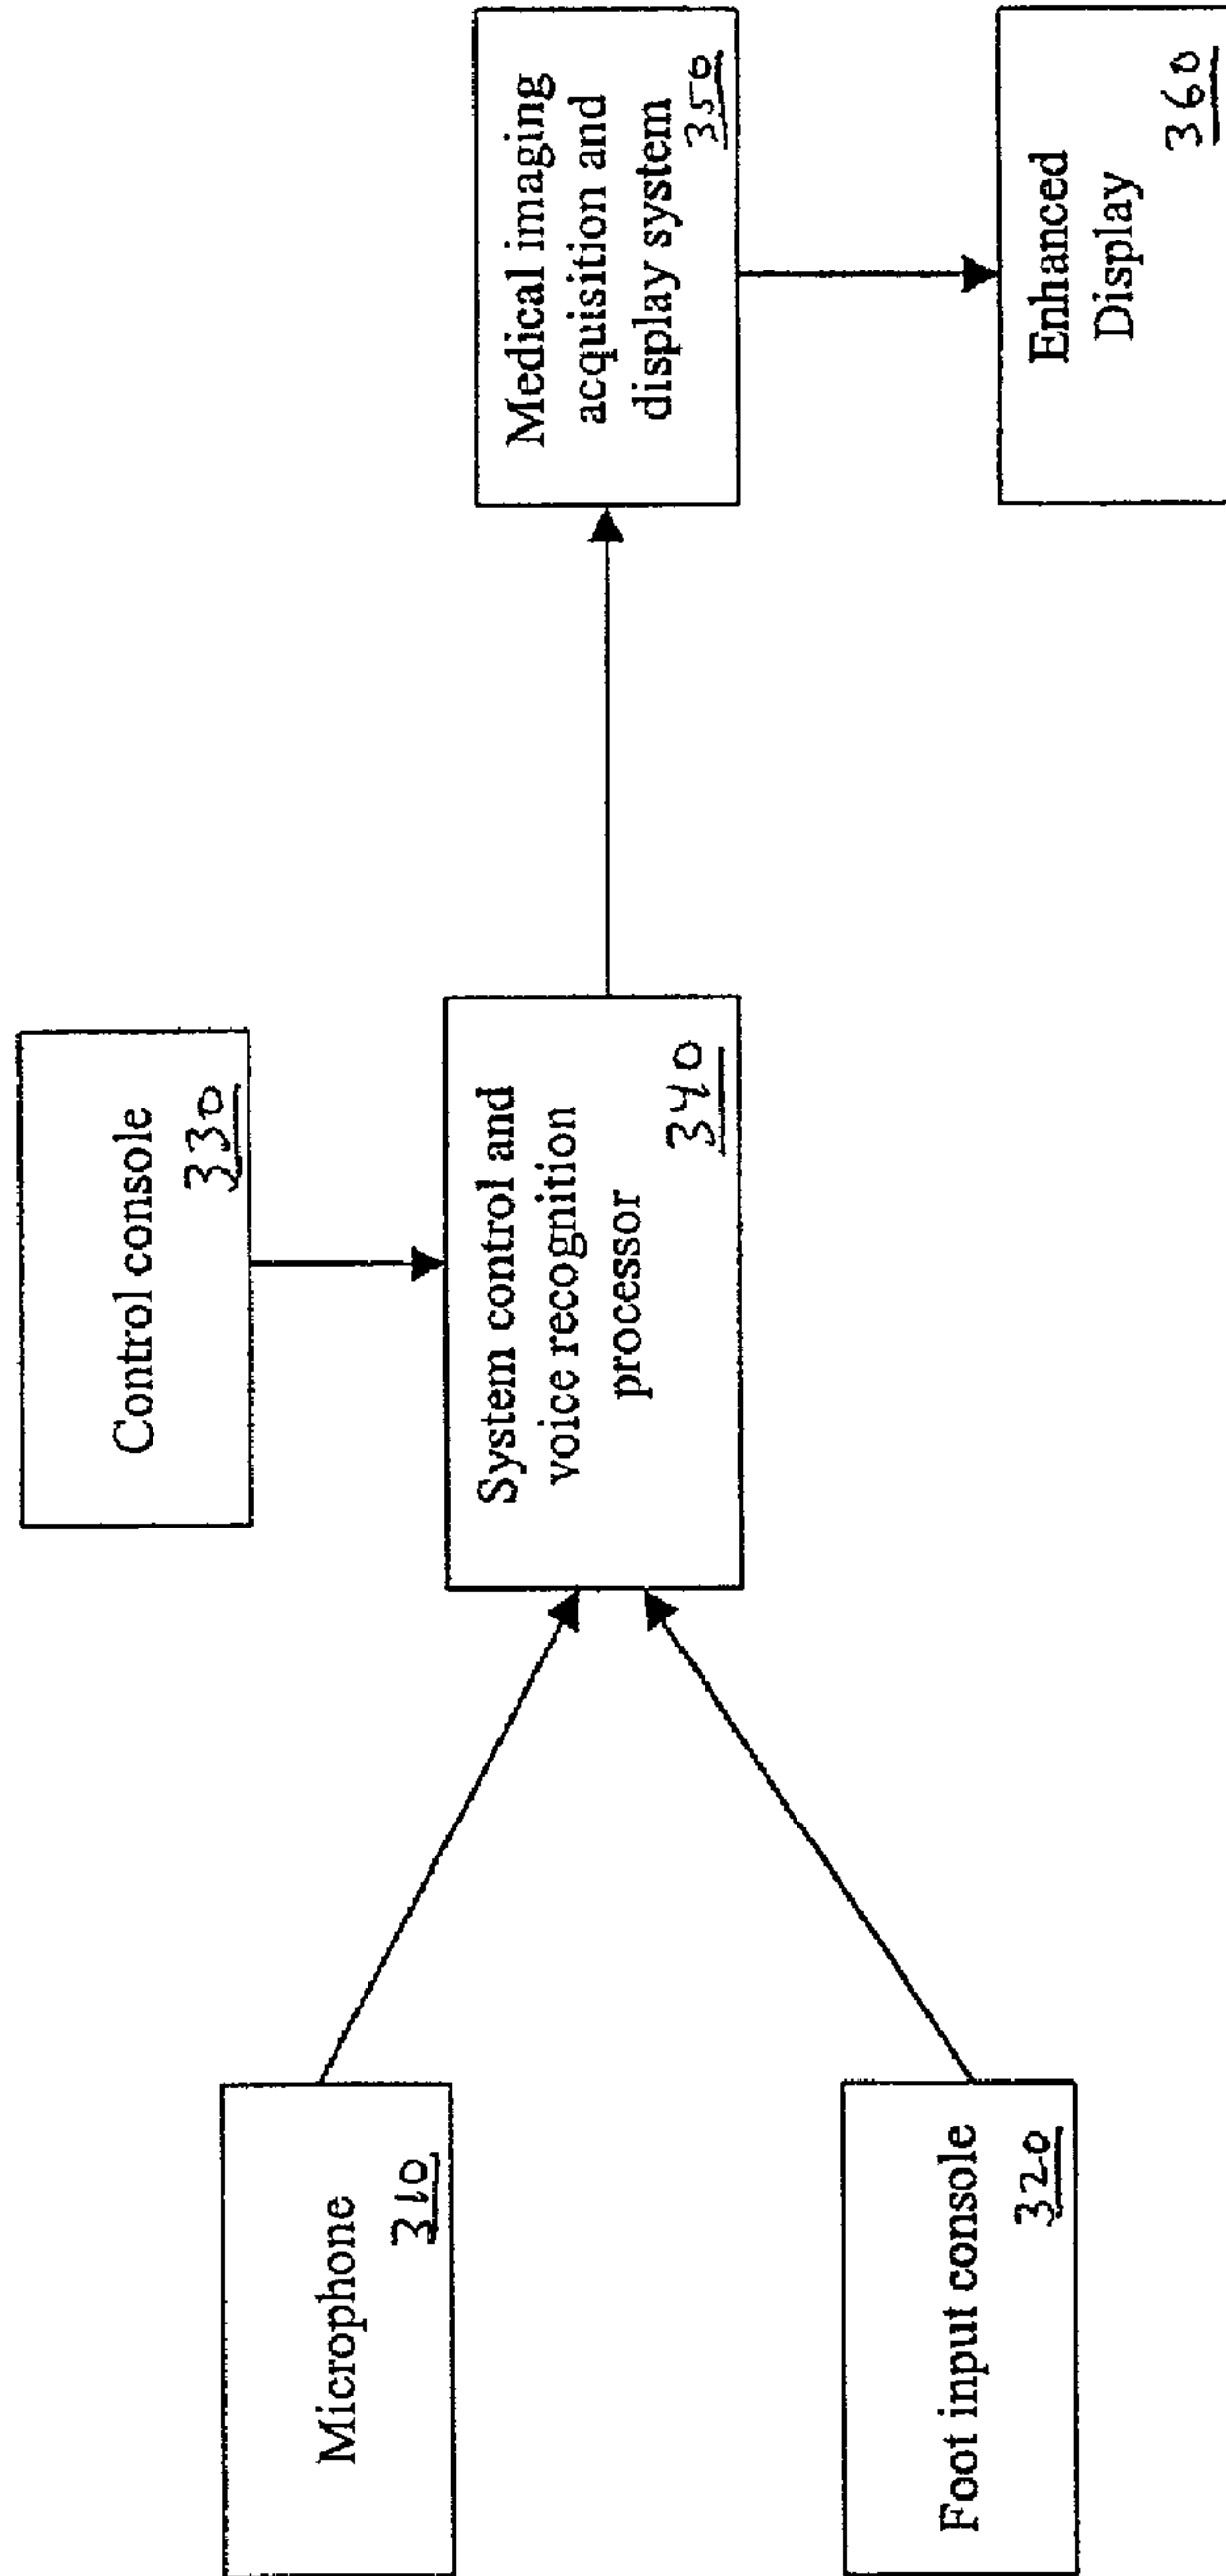 Control console
330
Microphone
310
System control and
voice recognition
processor
340
Medical imaging
acquisition and
display system
350
Foot input console
320
Enhanced
Display
360